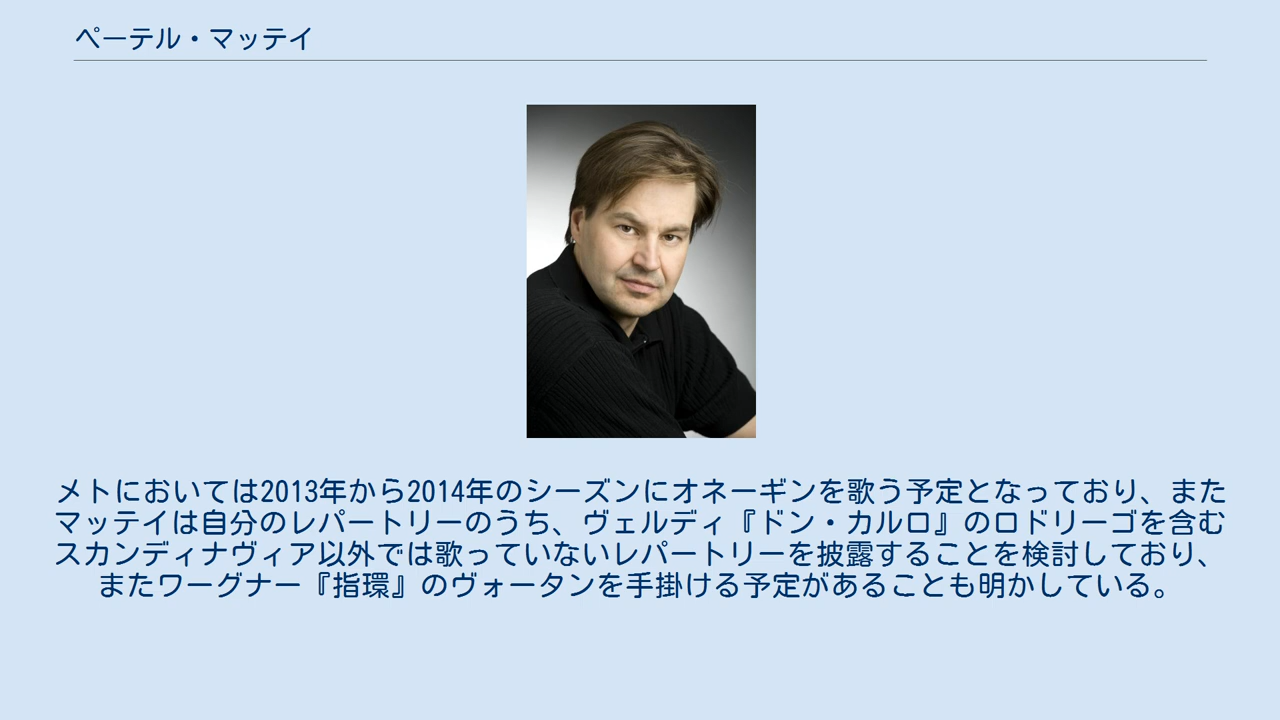 ペーテル・マッテイ
メトにおいては2013年から2014年のシーズンにオネーギンを歌う予定となっており、また
マッテイは自分のレパートリーのうち、ヴェルディ『ドン・カルロ』のロドリーゴを含む
スカンディナヴィア以外では歌っていないレパートリーを披露することを検討しており、
またワーグナー『指環』のヴォータンを手掛ける予定があることも明かしている。